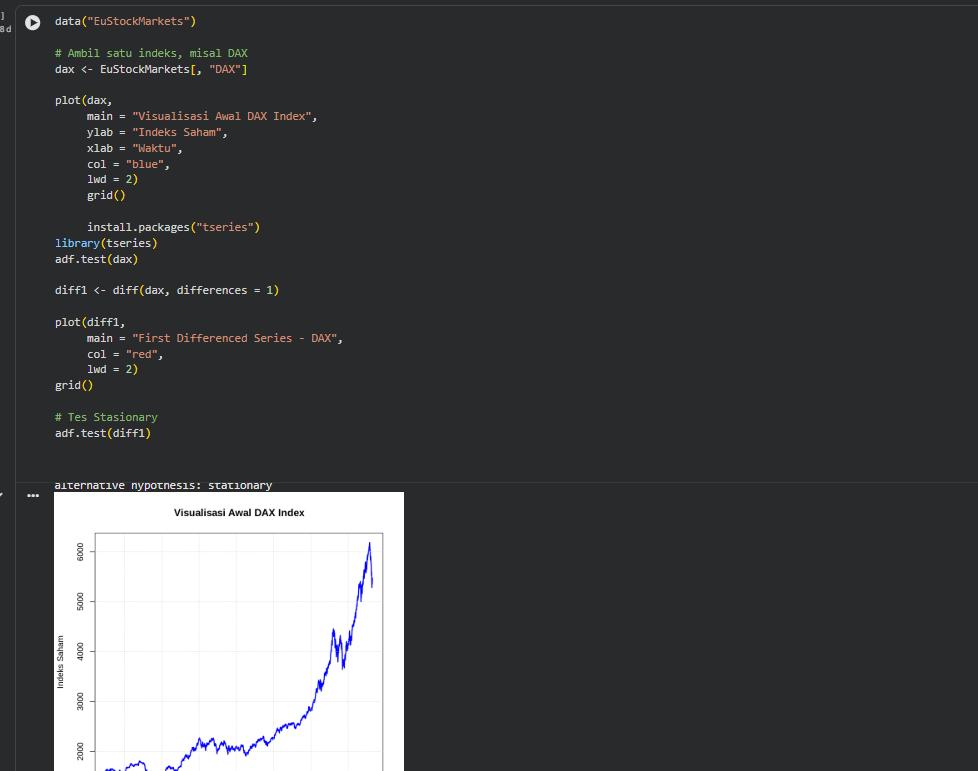 ]
8d
data("EuStockMarkets")
# Ambil satu indeks, misal DAX
dax <- EuStockMarkets[, "DAX"]
plot(dax,
main = "Visualisasi Awal DAX Index",
ylab = "Indeks Saham",
xlab = "Waktu",
col = "blue",
lwd = 2)
grid()
install.packages("tseries")
library(tseries)
adf.test(dax)
diff1 <- diff(dax, differences = 1)
plot(diff1,
main = "First Differenced Series - DAX",
col = "red",
lwd = 2)
grid()
# Tes Stasionary
adf.test(diff1)
alternative hypothesis: stationary
Visualisasi Awal DAX Index
6000
5000
4000
3000
2000
Indeks Saham